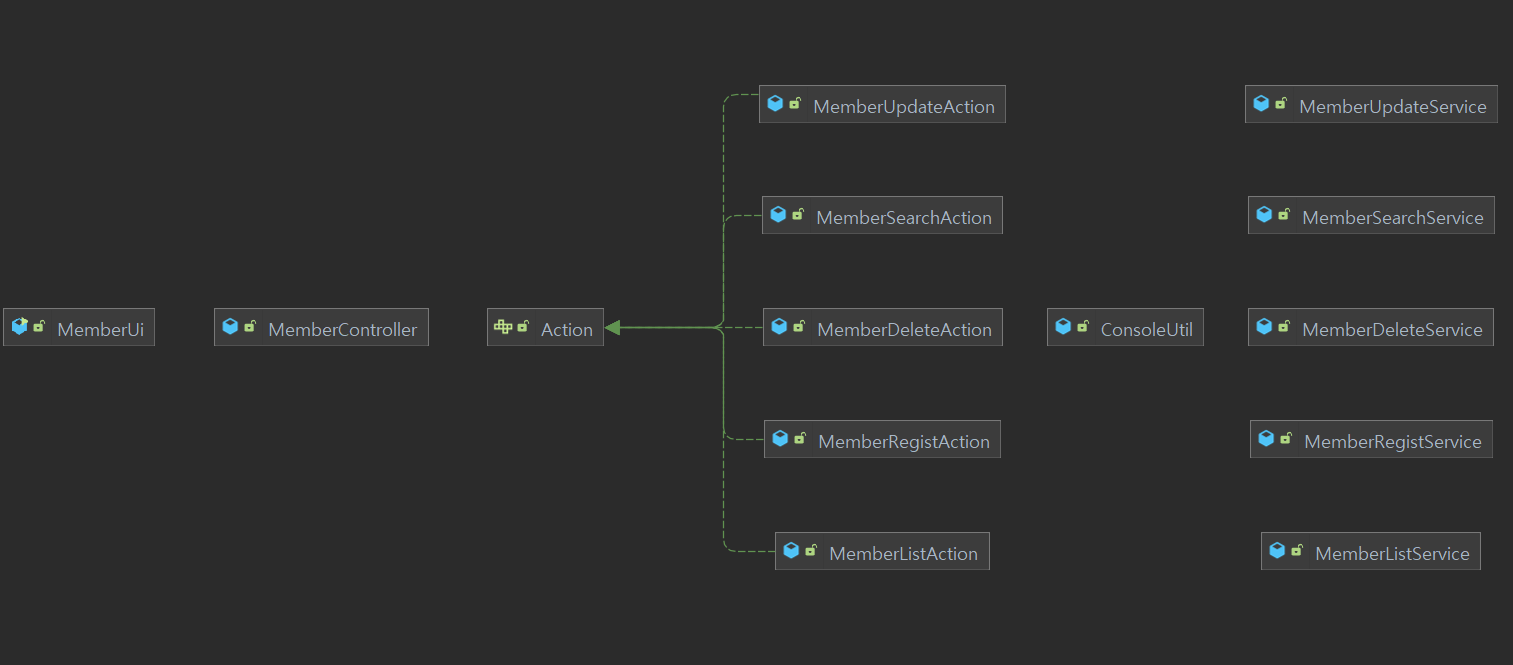 MemberUpdateAction
MemberUpdateService
MemberSearchAction
MemberSearchService
MemberUi
MemberController
Action
MemberDeleteAction
ConsoleUtil
MemberDeleteService
MemberRegistAction
MemberRegistService
MemberListAction
MemberListService